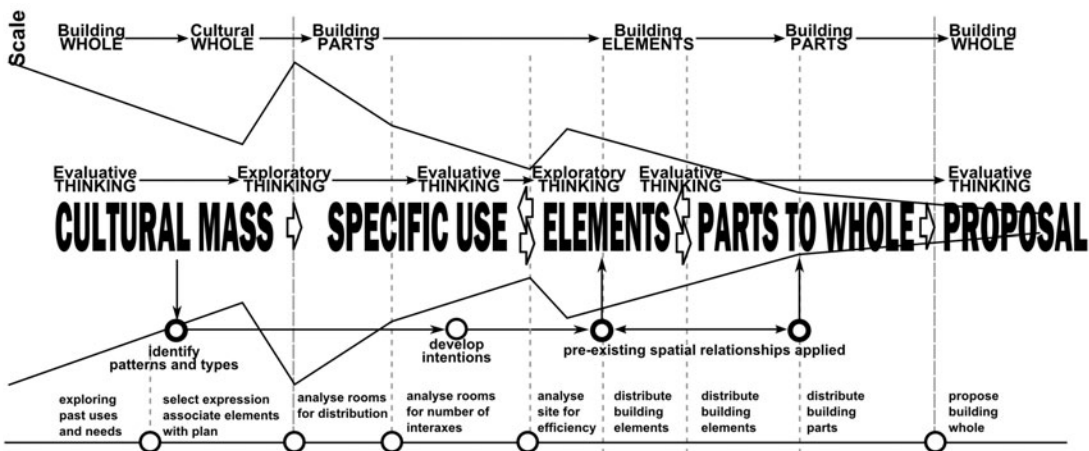 Scale
Building Cultural Building Building Building Building
WHOLE WHOLE PARTS ELEMENTS PARTS WHOLE
Evaluative Exploratory Evaluative Exploratory Evaluative Evaluative
THINKING THINKING THINKING THINKING THINKING THINKING
CULTURAL MASS SPECIFIC USE ELEMENTS PARTS TO WHOLE PROPOSAL
identify
patterns and types
develop
intentions
pre-existing spatial relationships applied
exploring
past uses
and needs
select expression
associate elements
with plan
analyse rooms
for distribution
analyse rooms
for number of
interaxes
analyse
site for
efficiency
distribute
building
elements
distribute
building
elements
distribute
building
parts
propose
building
whole